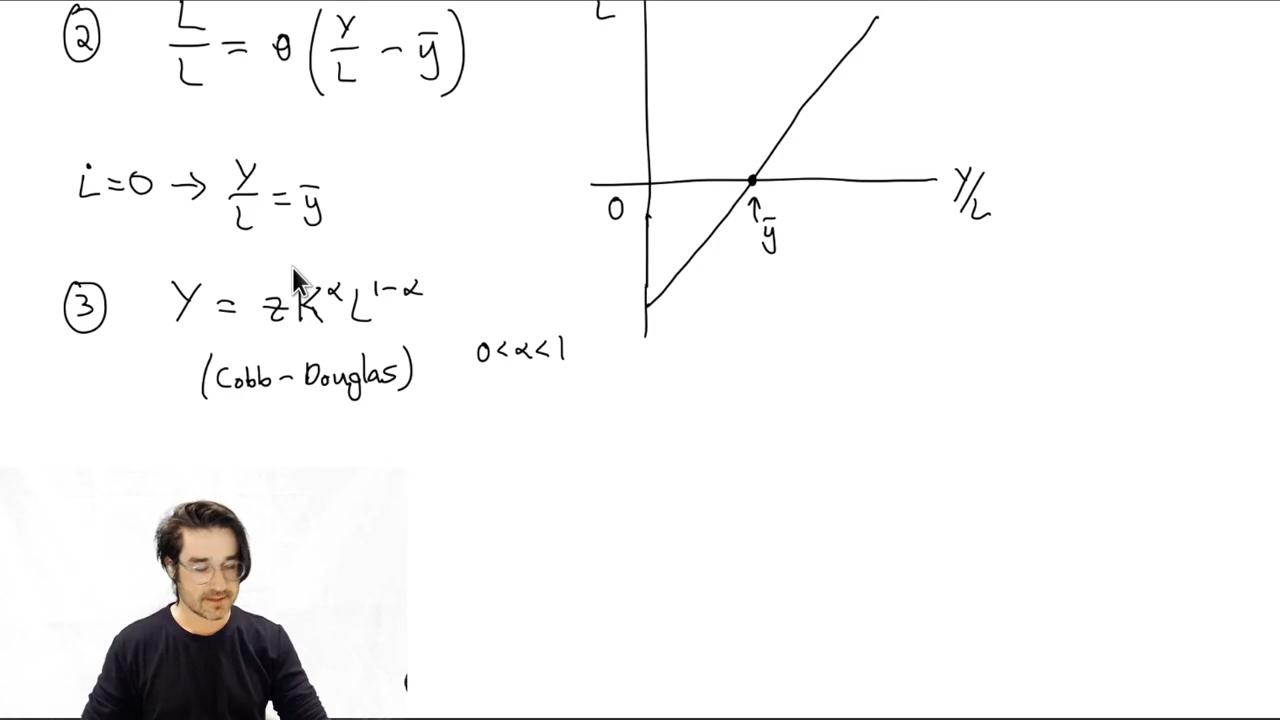 ② L/L = θ(Y/L - ȳ)
L
L̇=0 → Y/L = ȳ
0
ȳ
Y/L
③ Y = zK^α L^{1-α}
(Cobb-Douglas) 0<α<1